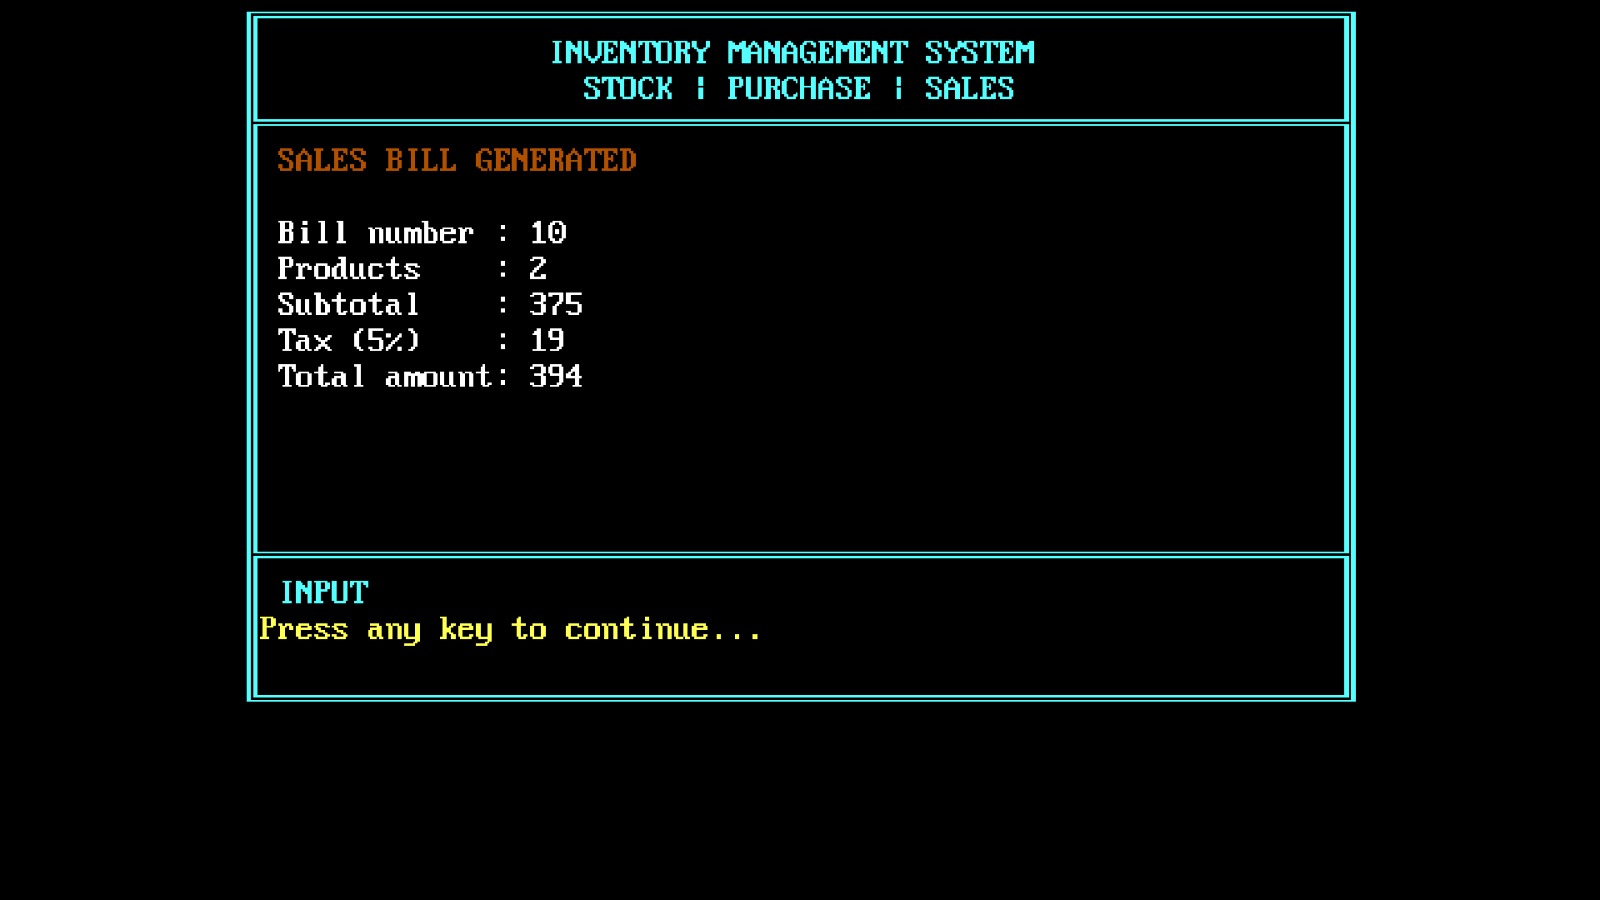 INVENTORY MANAGEMENT SYSTEM
STOCK | PURCHASE | SALES
SALES BILL GENERATED
Bill number : 10
Products    : 2
Subtotal    : 375
Tax (5%)    : 19
Total amount: 394
INPUT
Press any key to continue...